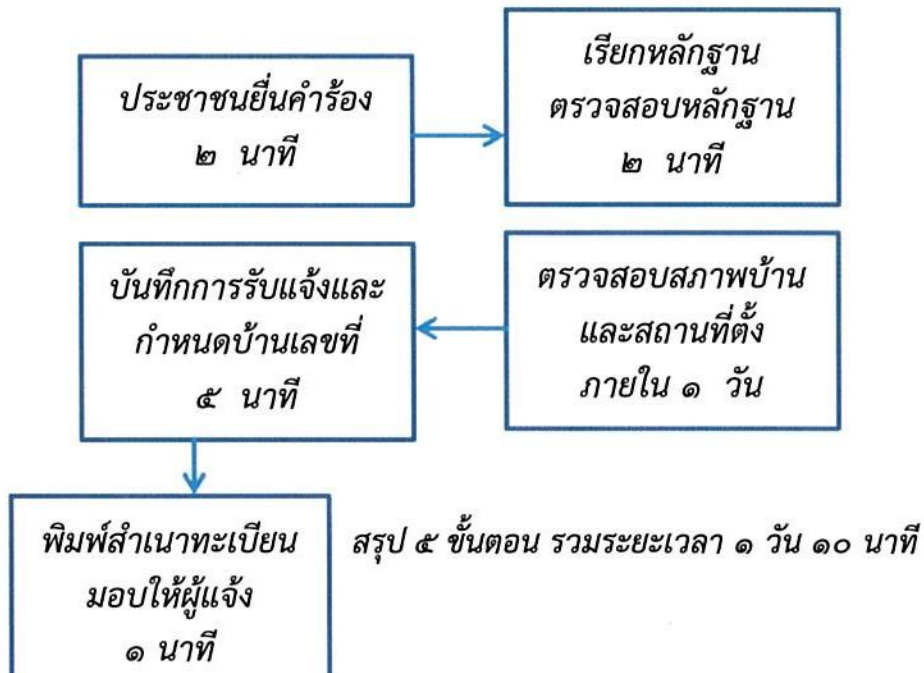 ประชาชนยื่นคำร้อง
๒ นาที
เรียกหลักฐาน
ตรวจสอบหลักฐาน
๒ นาที
ตรวจสอบสภาพบ้าน
และสถานที่ตั้ง
ภายใน ๑ วัน
บันทึกการรับแจ้งและ
กำหนดบ้านเลขที่
๕ นาที
พิมพ์สำเนาทะเบียน
มอบให้ผู้แจ้ง
๑ นาที
สรุป ๕ ขั้นตอน รวมระยะเวลา ๑ วัน ๑๐ นาที